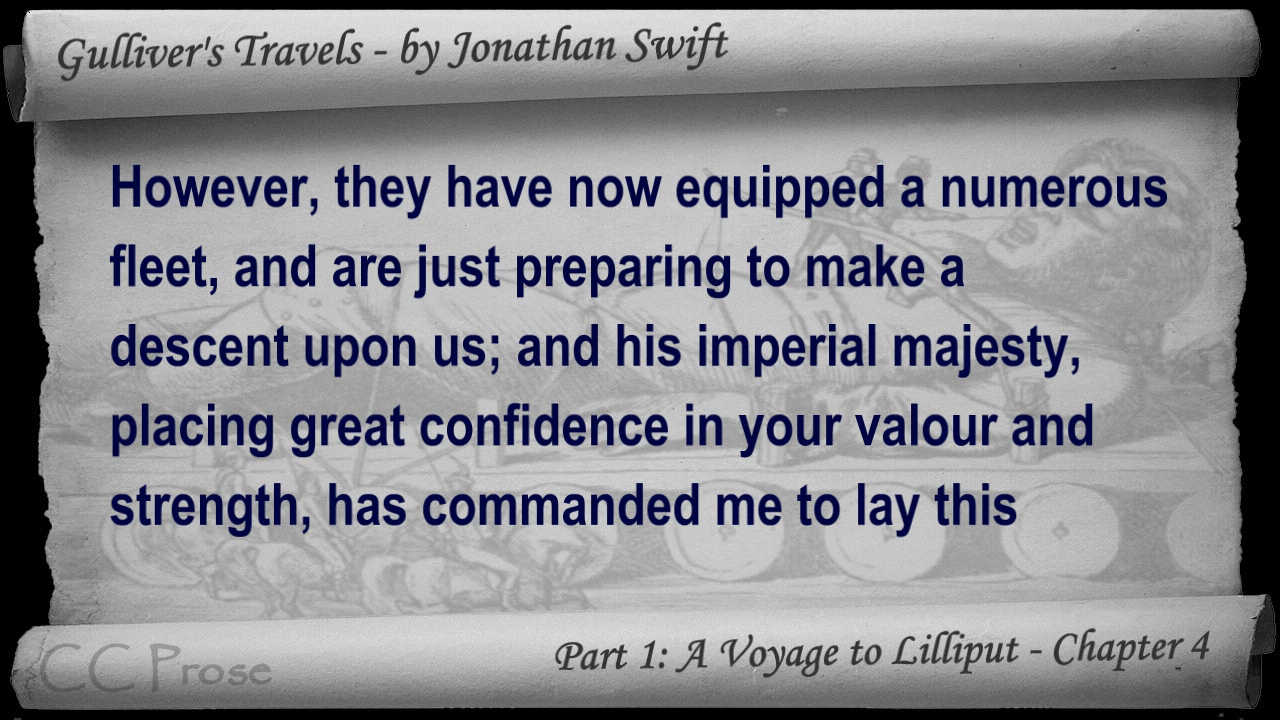 Gulliver's Travels - by Jonathan Swift
However, they have now equipped a numerous
fleet, and are just preparing to make a
descent upon us; and his imperial majesty,
placing great confidence in your valour and
strength, has commanded me to lay this
CC Prose
Part 1: A Voyage to Lilliput - Chapter 4